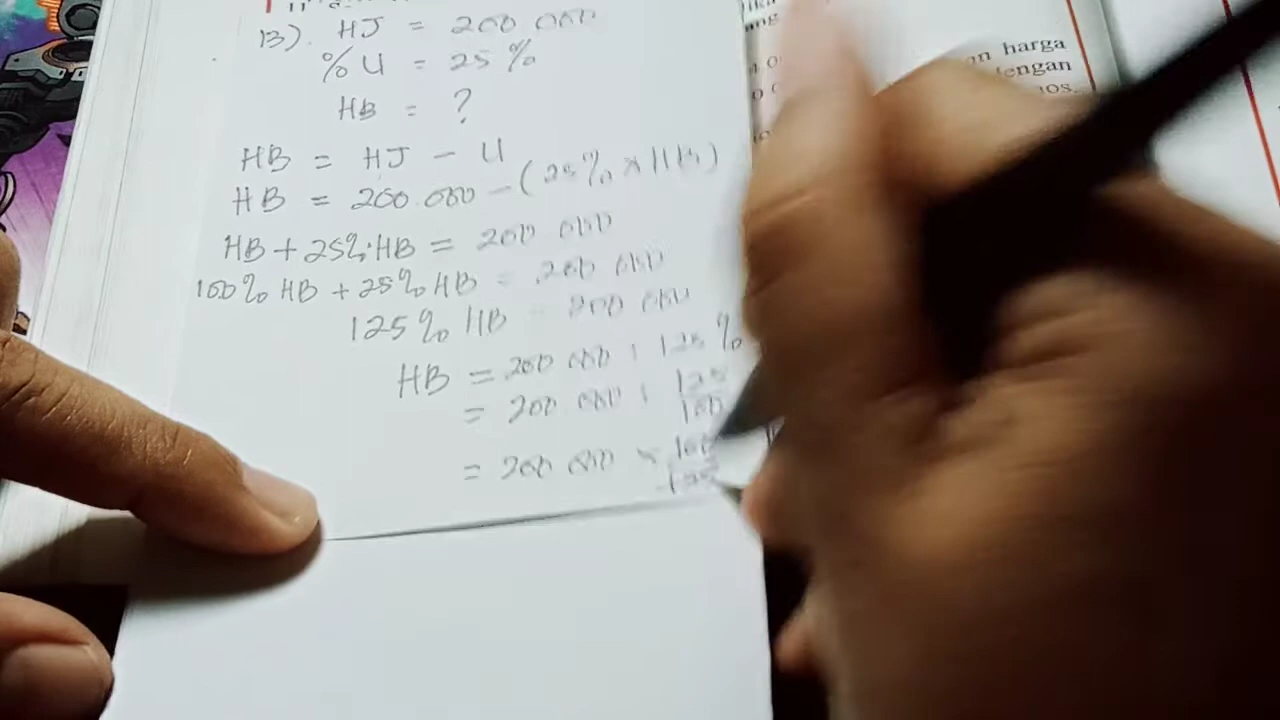 13). HJ = 200 000
% U = 25 %
HB = ?
HB = HJ - U
HB = 200.000 - (25% × HB)
HB + 25% HB = 200 000
100% HB + 25% HB = 200 000
125% HB = 200 000
HB = 200 000 : 125 %
= 200 000 : 125/100
= 200 000 × 100/125
harga
dengan